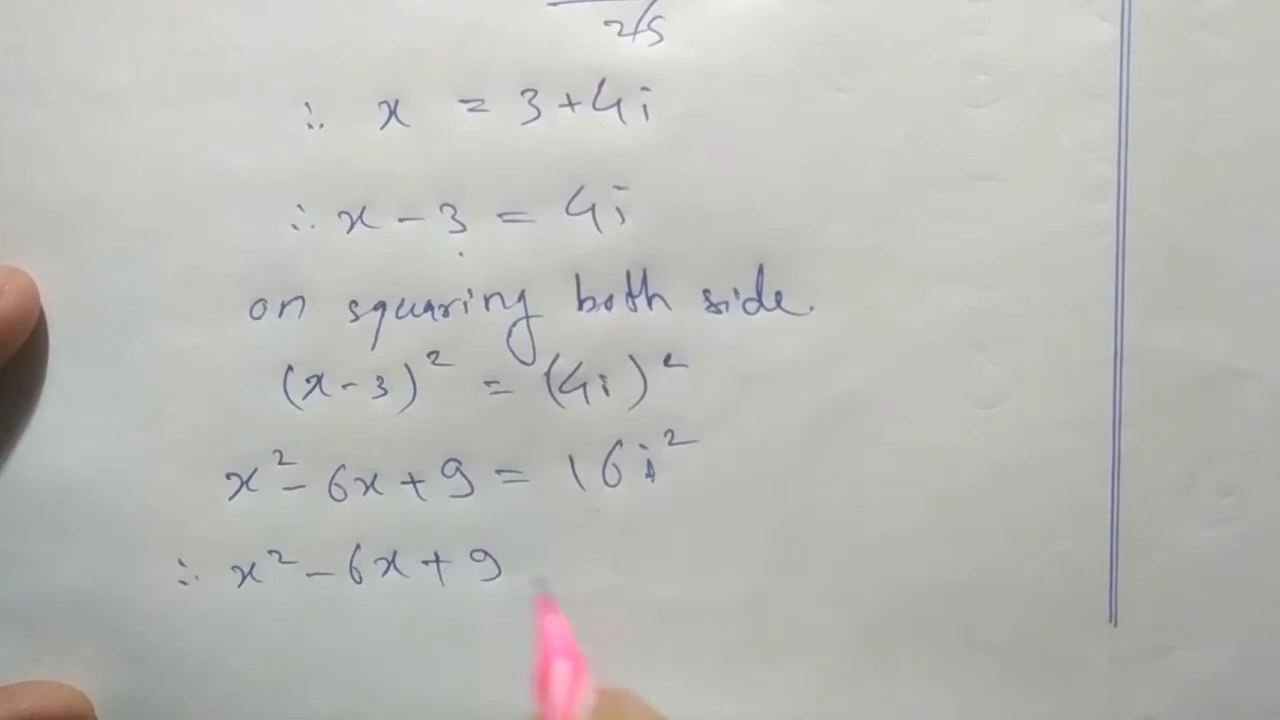 25
∴ x = 3+4i
∴ x - 3 = 4i
on squaring both side.
(x-3)² = (4i)²
x² - 6x + 9 = 16i²
∴ x² - 6x + 9